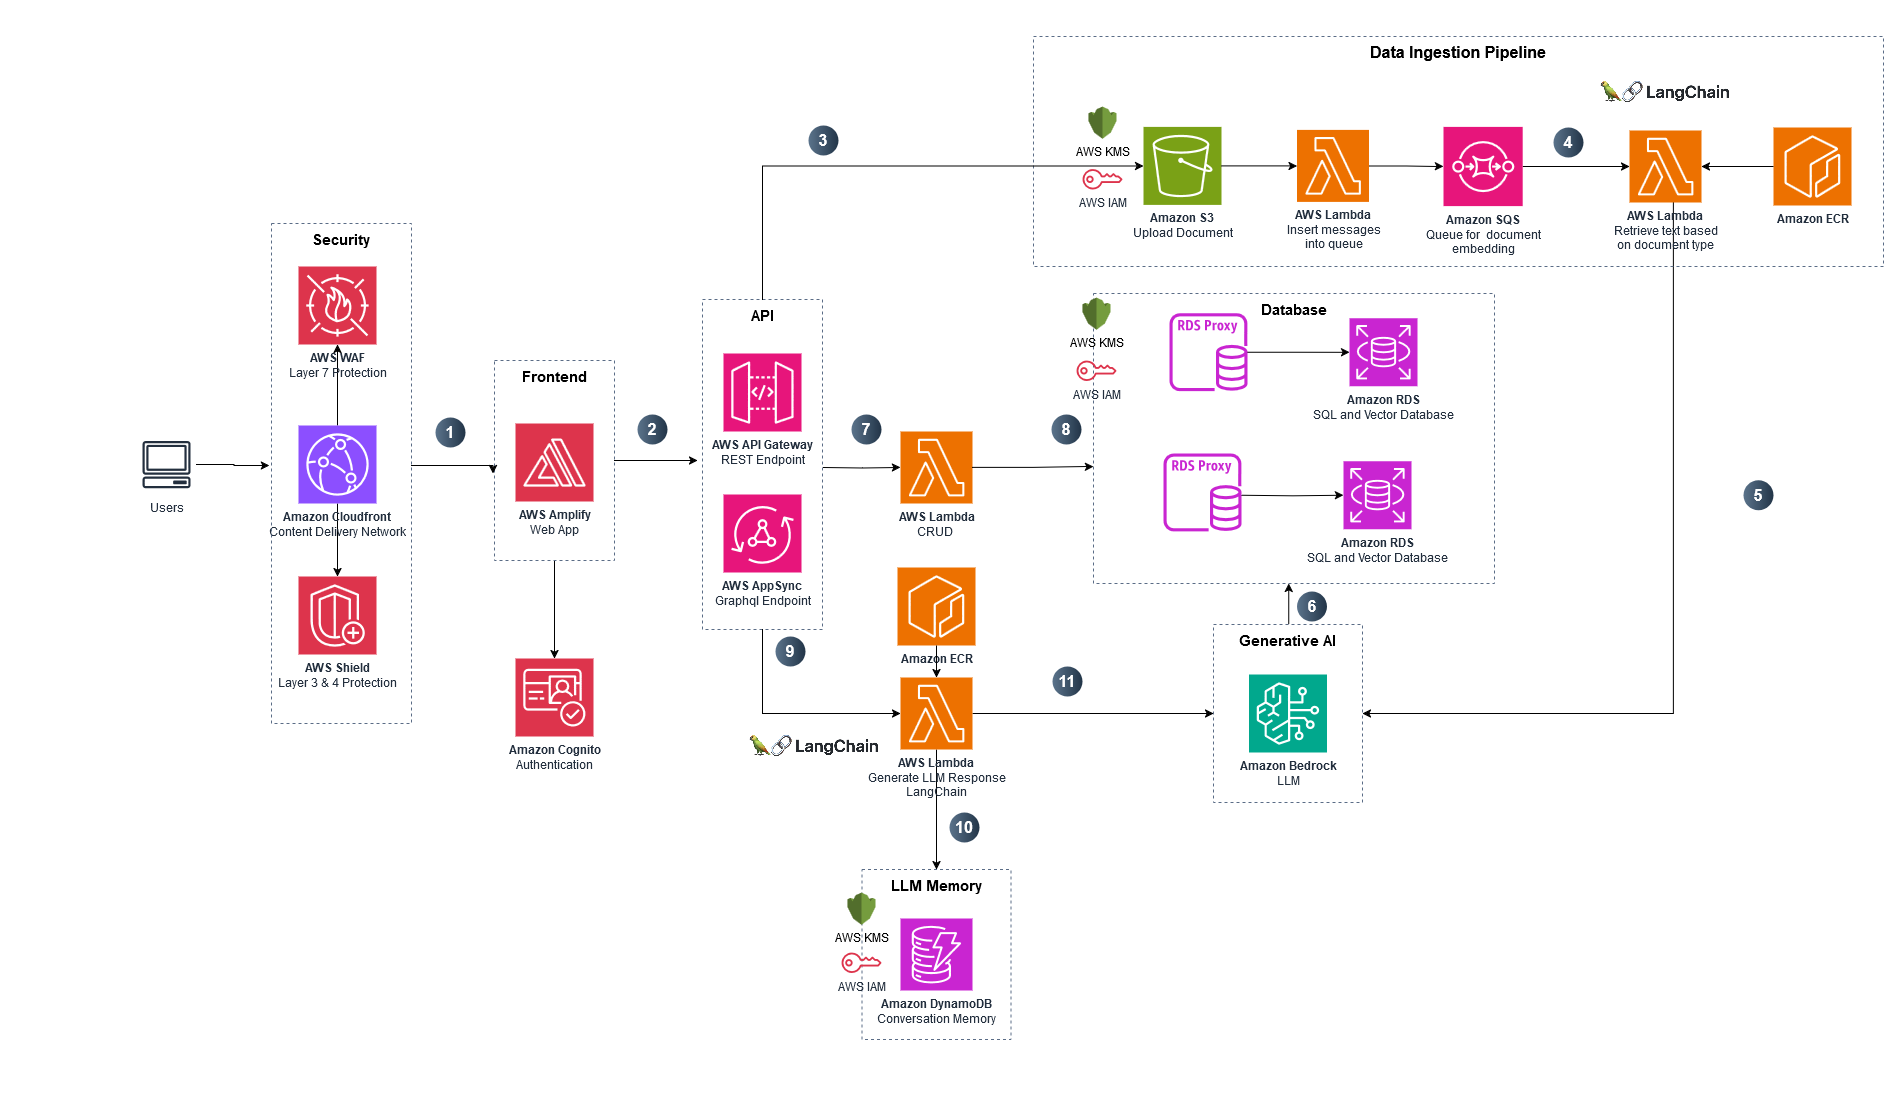 Data Ingestion Pipeline
LangChain
AWS KMS
AWS IAM
Amazon S3
Upload Document
AWS Lambda
Insert messages
into queue
Amazon SQS
Queue for document
embedding
4
AWS Lambda
Retrieve text based
on document type
Amazon ECR
3
Security
AWS WAF
Layer 7 Protection
Amazon Cloudfront
Content Delivery Network
AWS Shield
Layer 3 & 4 Protection
Users
1
Frontend
AWS Amplify
Web App
Amazon Cognito
Authentication
2
API
AWS API Gateway
REST Endpoint
AWS AppSync
Graphql Endpoint
7
AWS Lambda
CRUD
8
AWS KMS
AWS IAM
Database
RDS Proxy
Amazon RDS
SQL and Vector Database
RDS Proxy
Amazon RDS
SQL and Vector Database
5
6
9
Amazon ECR
LangChain
AWS Lambda
Generate LLM Response
LangChain
11
Generative AI
Amazon Bedrock
LLM
10
LLM Memory
AWS KMS
AWS IAM
Amazon DynamoDB
Conversation Memory